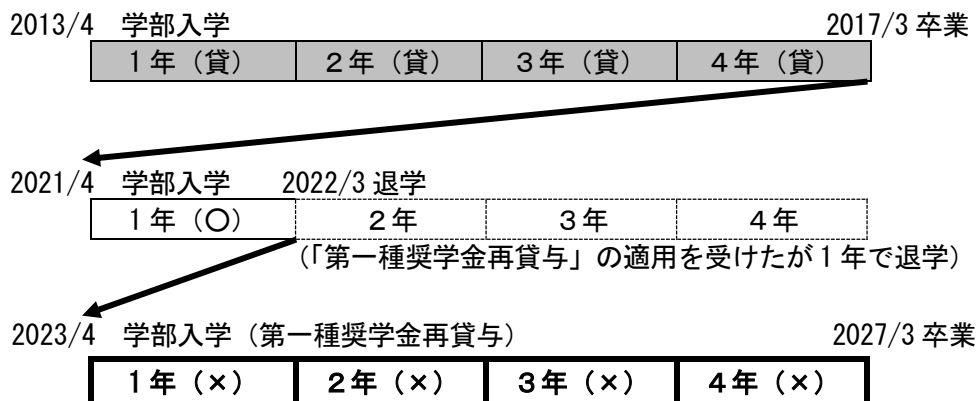 2013/4 学部入学 2017/3 卒業
1年（貸） 2年（貸） 3年（貸） 4年（貸）
2021/4 学部入学 2022/3 退学
1年（〇） 2年 3年 4年
（「第一種奨学金再貸与」の適用を受けたが1年で退学）
2023/4 学部入学（第一種奨学金再貸与） 2027/3 卒業
1年（×） 2年（×） 3年（×） 4年（×）